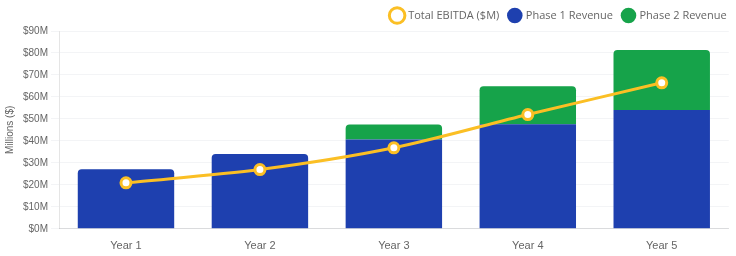 Total EBITDA ($M) Phase 1 Revenue Phase 2 Revenue
$90M
$80M
$70M
$60M
$50M
$40M
$30M
$20M
$10M
$0M
Millions ($)
Year 1 Year 2 Year 3 Year 4 Year 5